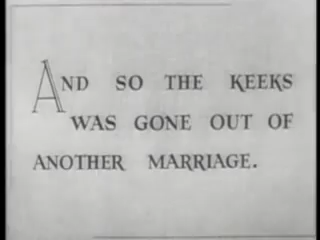 AND SO THE KEEKS
WAS GONE OUT OF
ANOTHER MARRIAGE.